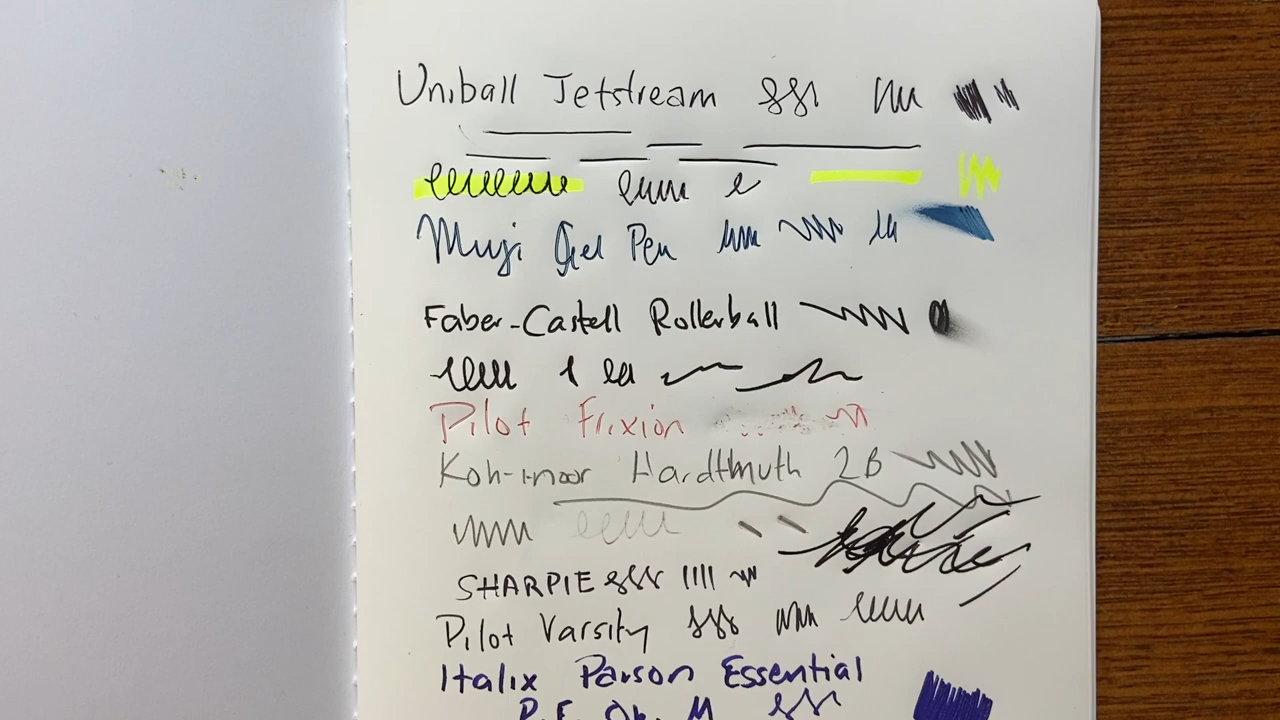 Uniball Jetstream
Muji Gel Pen
Faber-Castell Rollerball
Pilot Frixion
Koh-i-noor Hardtmuth 2B
SHARPIE
Pilot Varsity
Italix Parson Essential